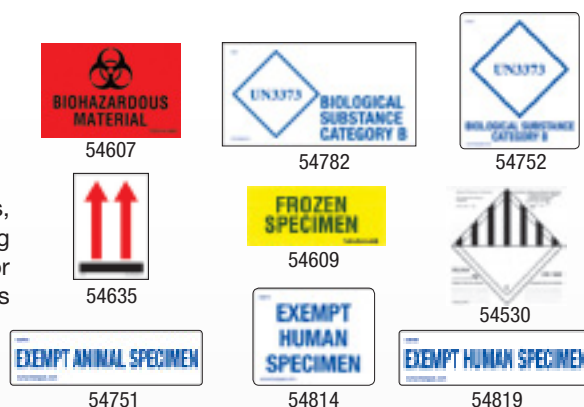 BIOHAZARDOUS
MATERIAL
54607
UN3373
BIOLOGICAL
SUBSTANCE
CATEGORY B
54782
UN3373
BIOLOGICAL SUBSTANCE
CATEGORY B
54752
s,
g
or
s
54635
FROZEN
SPECIMEN
54609
54530
EXEMPT ANIMAL SPECIMEN
54751
EXEMPT
HUMAN
SPECIMEN
54814
EXEMPT HUMAN SPECIMEN
54819